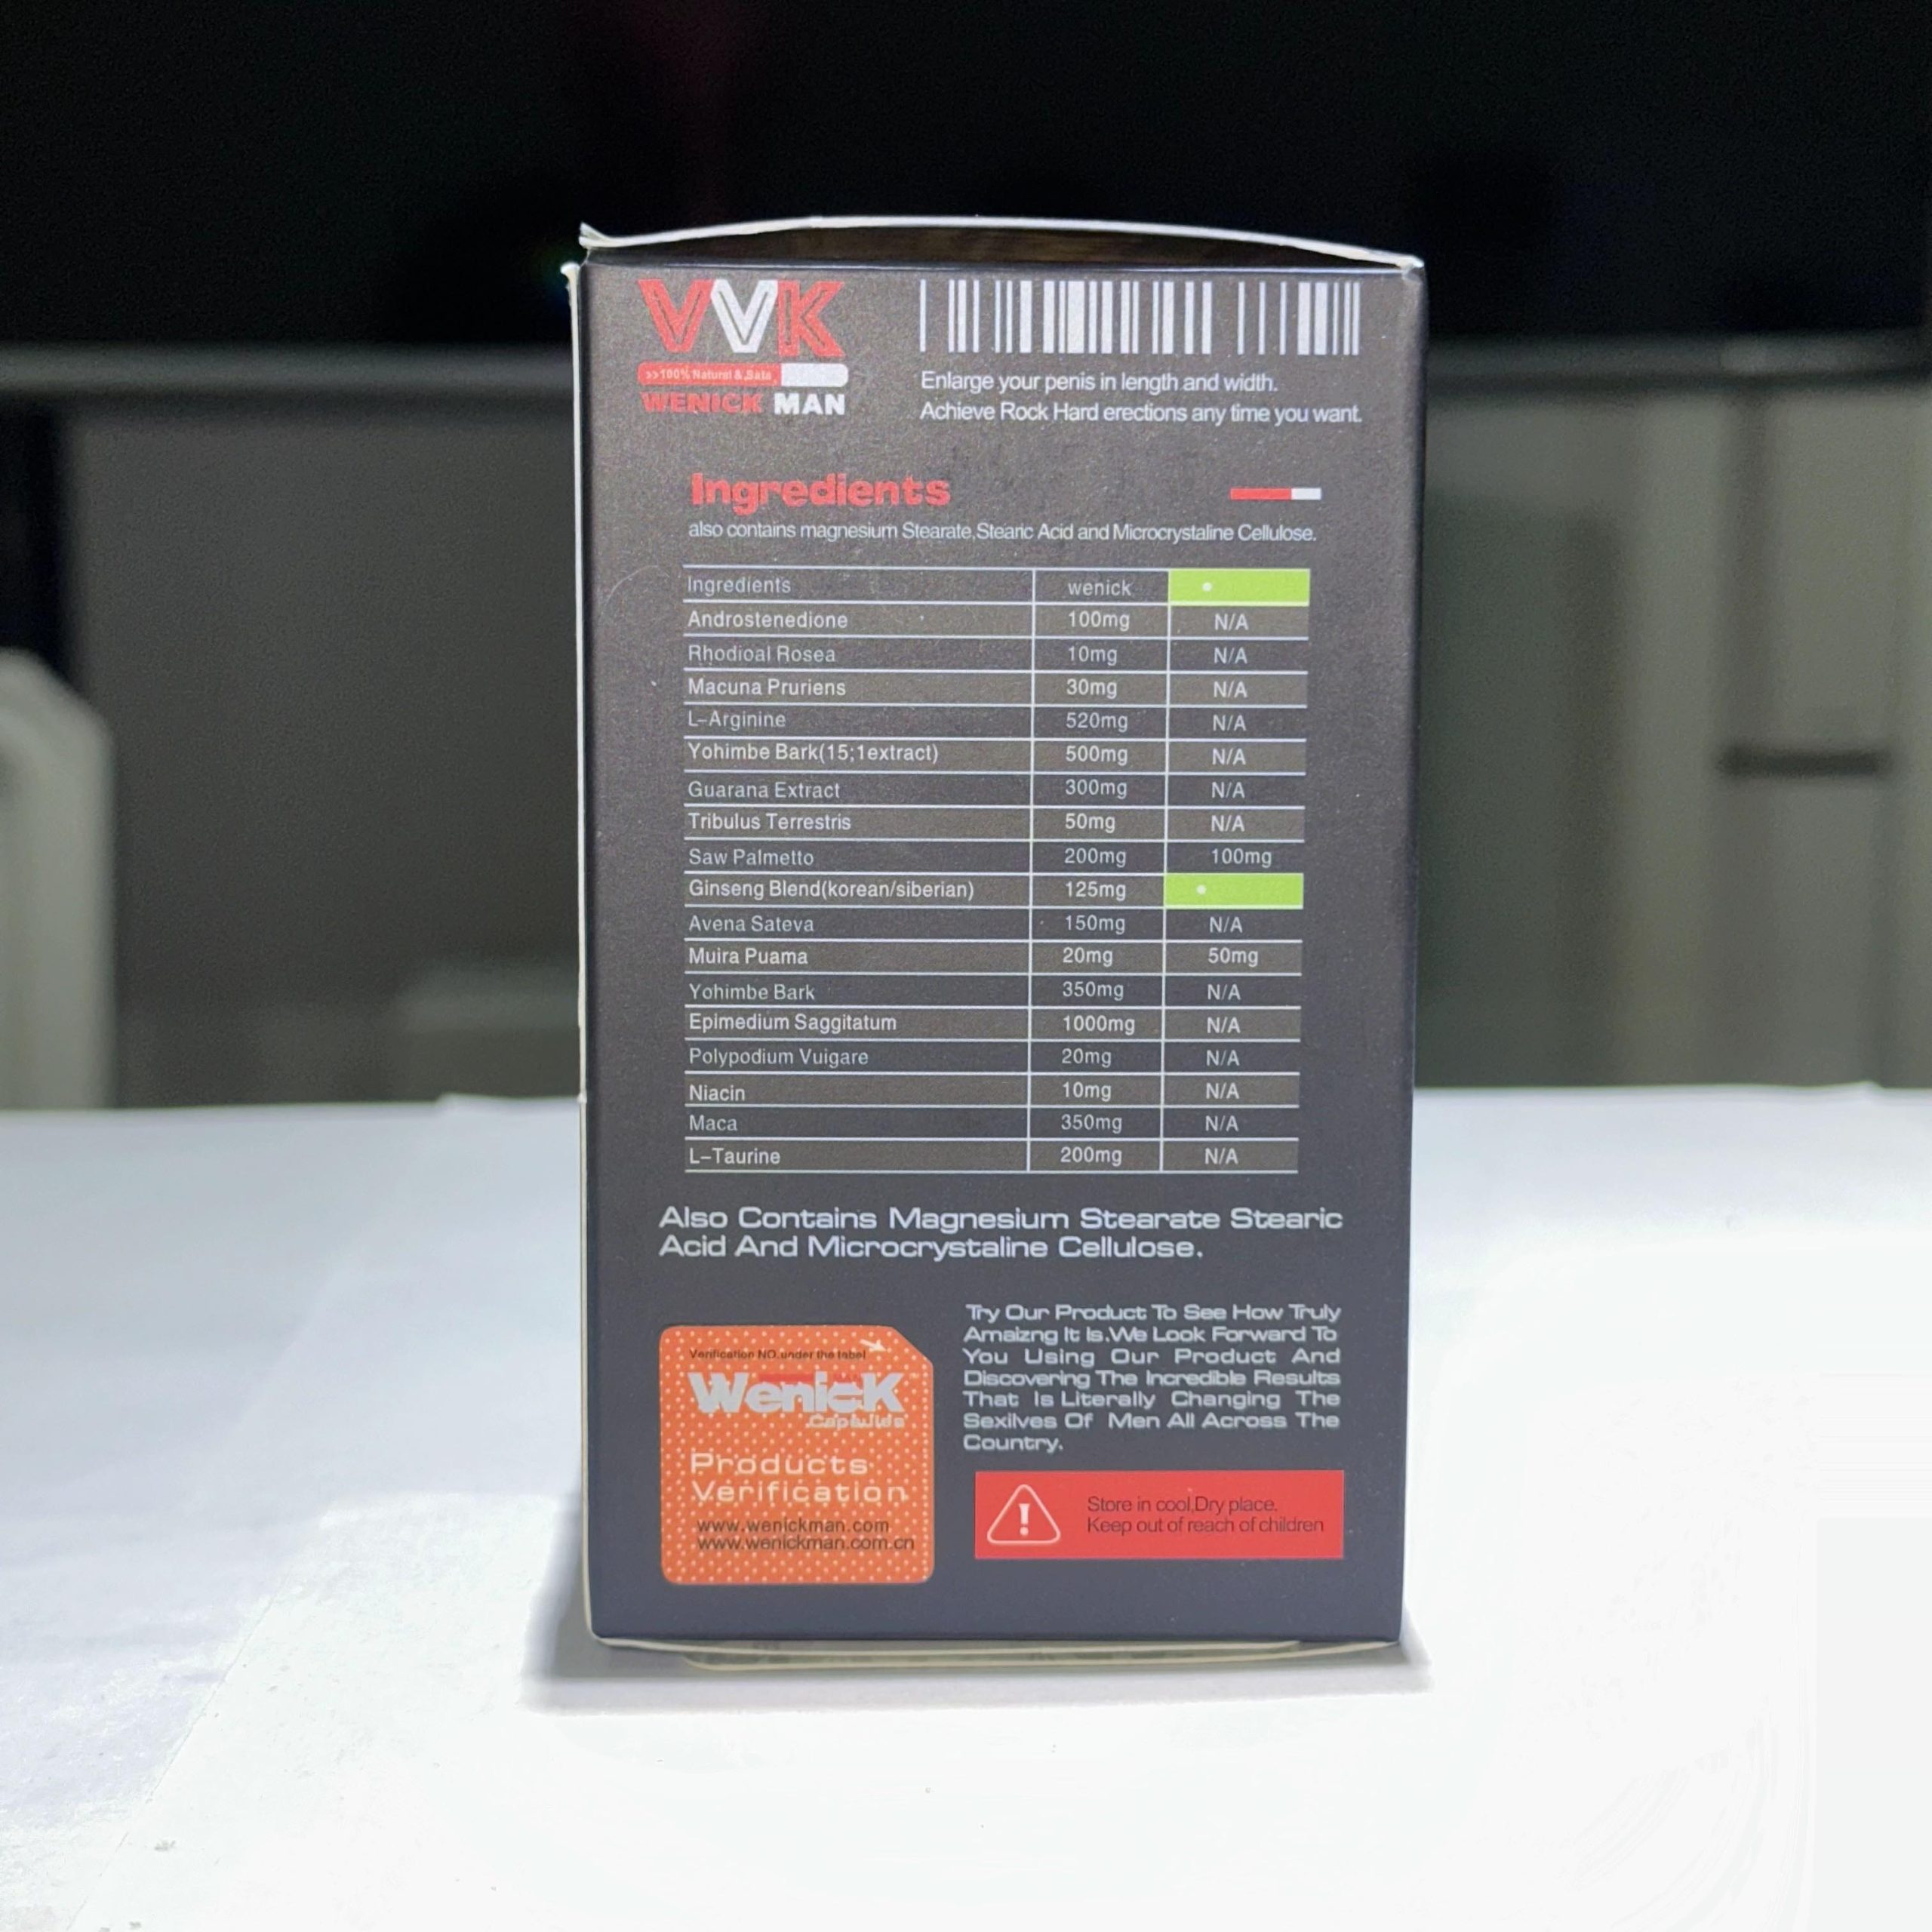 VVK
>>100% Natural & Safe
WENICK MAN
Enlarge your penis in length and width.
Achieve Rock Hard erections any time you want.
Ingredients
also contains magnesium Stearate,Stearic Acid and Microcrystaline Cellulose.
Ingredients wenick
Androstenedione 100mg N/A
Rhodioal Rosea 10mg N/A
Macuna Pruriens 30mg N/A
L-Arginine 520mg N/A
Yohimbe Bark(15;1extract) 500mg N/A
Guarana Extract 300mg N/A
Tribulus Terrestris 50mg N/A
Saw Palmetto 200mg 100mg
Ginseng Blend(korean/siberian) 125mg
Avena Sateva 150mg N/A
Muira Puama 20mg 50mg
Yohimbe Bark 350mg N/A
Epimedium Saggitatum 1000mg N/A
Polypodium Vuigare 20mg N/A
Niacin 10mg N/A
Maca 350mg N/A
L-Taurine 200mg N/A
Also Contains Magnesium Stearate Stearic
Acid And Microcrystaline Cellulose.
Verification NO.under the label
Wenick
Products
Verification
www.wenickman.com
www.wenickman.com.cn
Try Our Product To See How Truly
Amaizng It Is.We Look Forward To
You Using Our Product And
Discovering The Incredible Results
That Is Literally Changing The
Sexilves Of Men All Across The
Country.
Store in cool,Dry place.
Keep out of reach of children